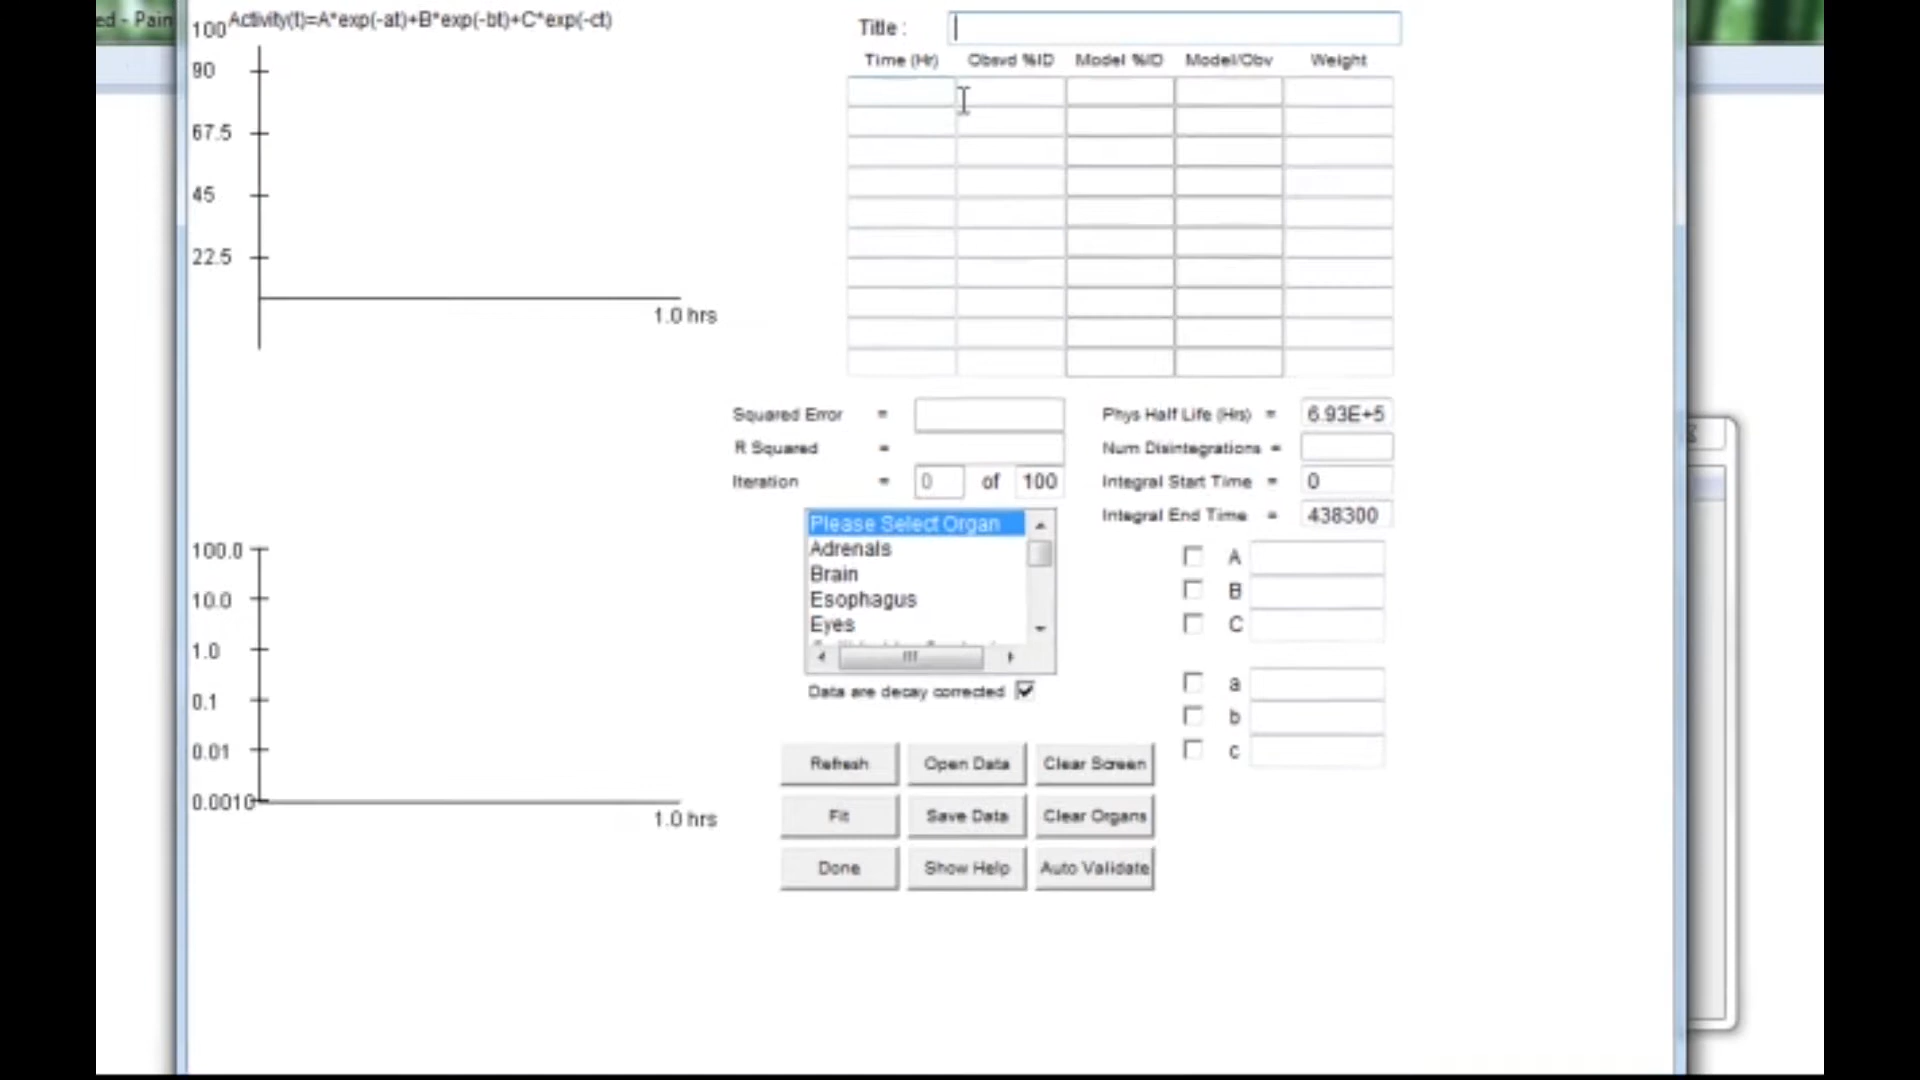 ed - Pain
Activity(t)=A*exp(-at)+B*exp(-bt)+C*exp(-ct)
100
90
67.5
45
22.5
1.0 hrs
100.0
10.0
1.0
0.1
0.01
0.0010
1.0 hrs
Title :
Time (Hr) Obsvd %ID Model %ID Model/Obv Weight
Squared Error =
R Squared =
Iteration = 0 of 100
Phys Half Life (Hrs) = 6.93E+5
Num Disintegrations =
Integral Start Time = 0
Integral End Time = 438300
Please Select Organ
Adrenals
Brain
Esophagus
Eyes
Data are decay corrected
A
B
C
a
b
c
Refresh Open Data Clear Screen
Fit Save Data Clear Organs
Done Show Help Auto Validate